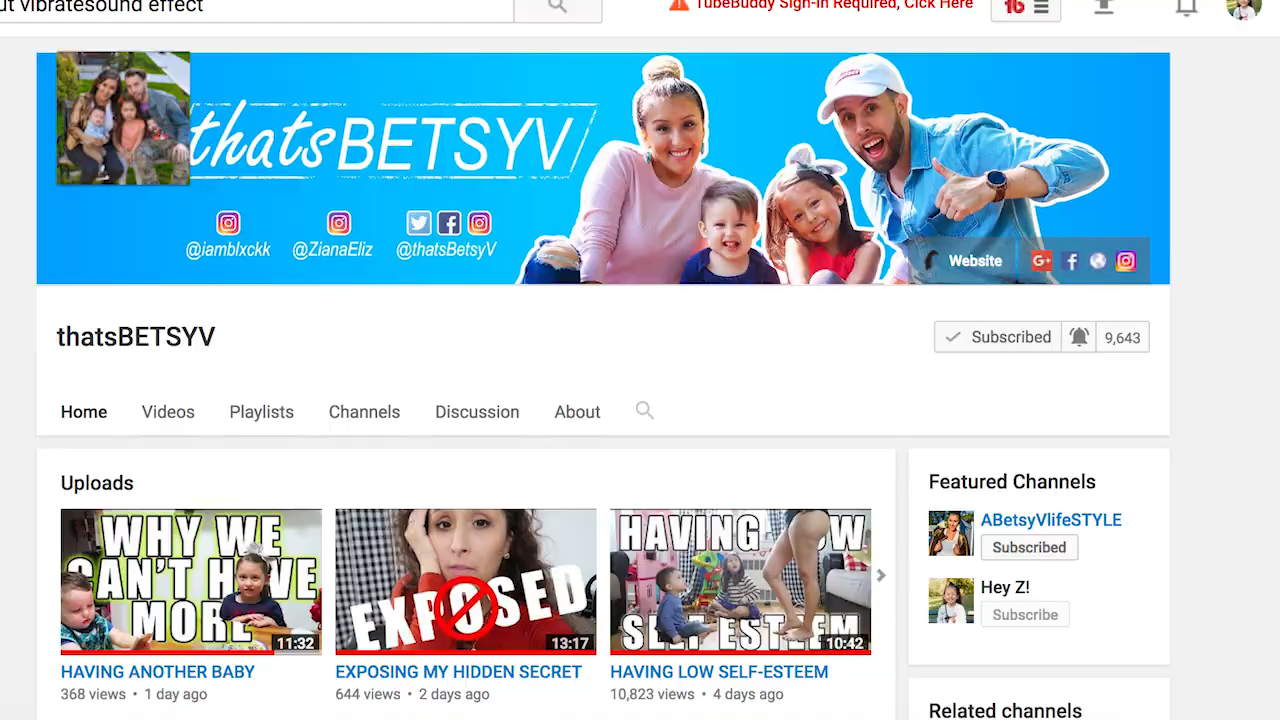 ut vibratesound effect
TubeBuddy Sign-in Required, Click Here
16
thatsBETSYV
@iamblxckk @ZianaEliz @thatsBetsyV
Website
G+
thatsBETSYV
Subscribed 9,643
Home Videos Playlists Channels Discussion About
Uploads
WHY WE
CAN'T HAVE
MORE
11:32
EXPOSED
13:17
HAVING LOW
SELF ESTEEM
10:42
HAVING ANOTHER BABY
368 views • 1 day ago
EXPOSING MY HIDDEN SECRET
644 views • 2 days ago
HAVING LOW SELF-ESTEEM
10,823 views • 4 days ago
Featured Channels
ABetsyVlifeSTYLE
Subscribed
Hey Z!
Subscribe
Related channels